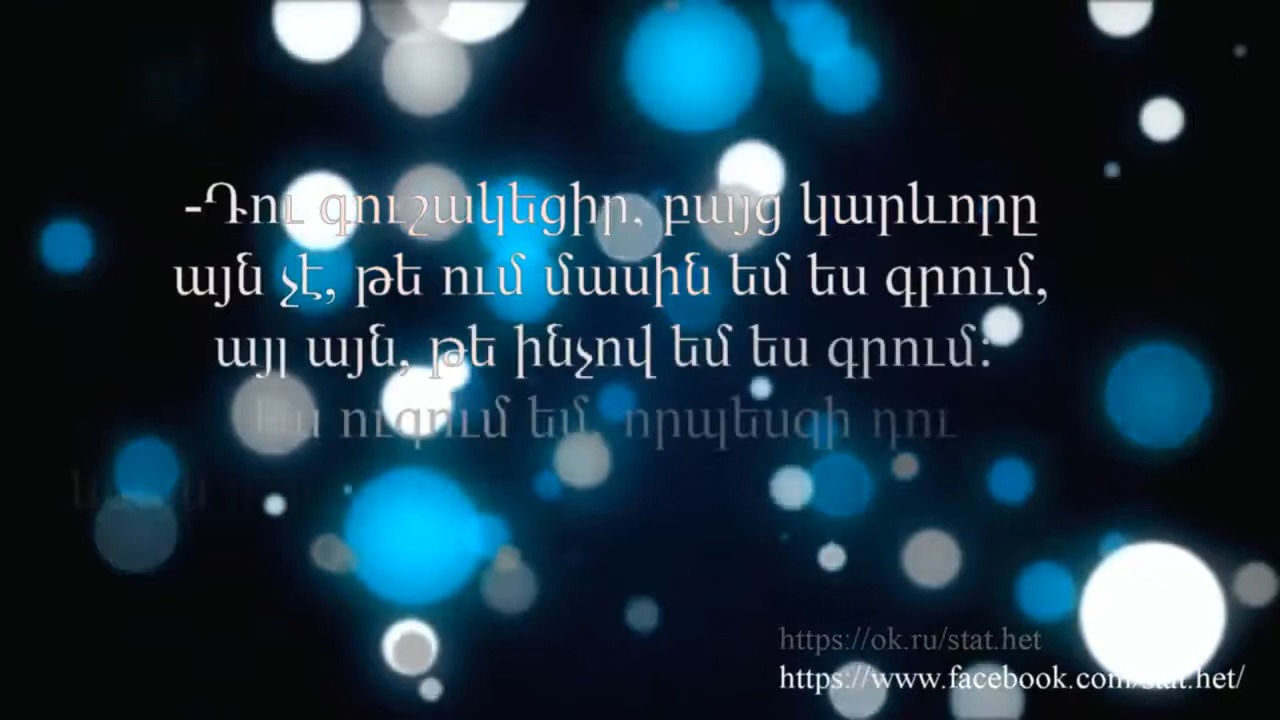 -Դու գուշակեցիր, բայց կարևորը
այն չէ, թե ում մասին եմ ես գրում,
այլ այն, թե ինչով եմ ես գրում:
Ես ուզում եմ, որպեսզի դու
https://ok.ru/stat.het
https://www.facebook.com/stat.het/